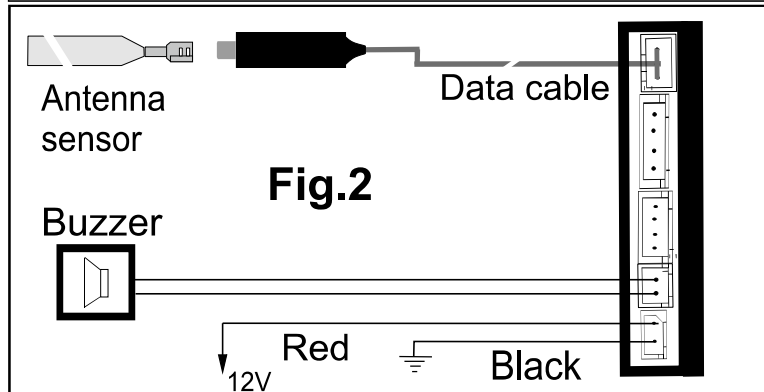 Antenna
sensor
Data cable
Fig.2
Buzzer
Red
Black
12V